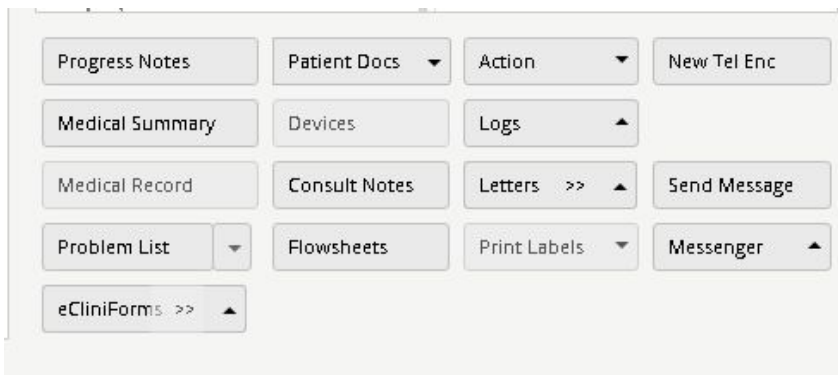 Progress Notes Patient Docs Action New Tel Enc
Medical Summary Devices Logs
Medical Record Consult Notes Letters >> Send Message
Problem List Flowsheets Print Labels Messenger
eCliniForms >>